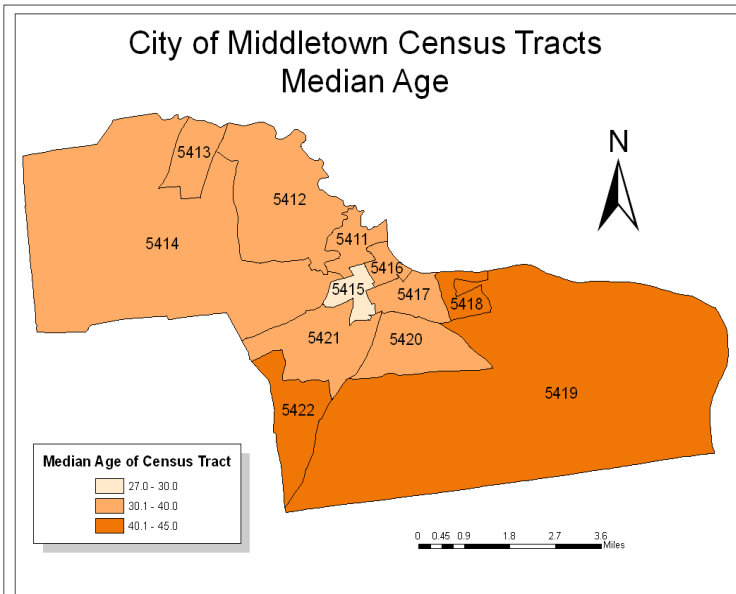 City of Middletown Census Tracts
Median Age
N
5413
5412
5414
5411
5416
5415
5417
5418
5421
5420
5419
5422
Median Age of Census Tract
27.0 - 30.0
30.1 - 40.0
40.1 - 45.0
0 0.45 0.9 1.8 2.7 3.6
Miles